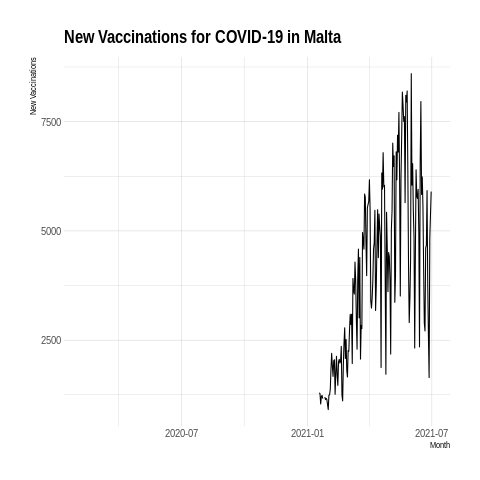 New Vaccinations for COVID-19 in Malta
New Vaccinations
7500
5000
2500
2020-07
2021-01
2021-07
Month